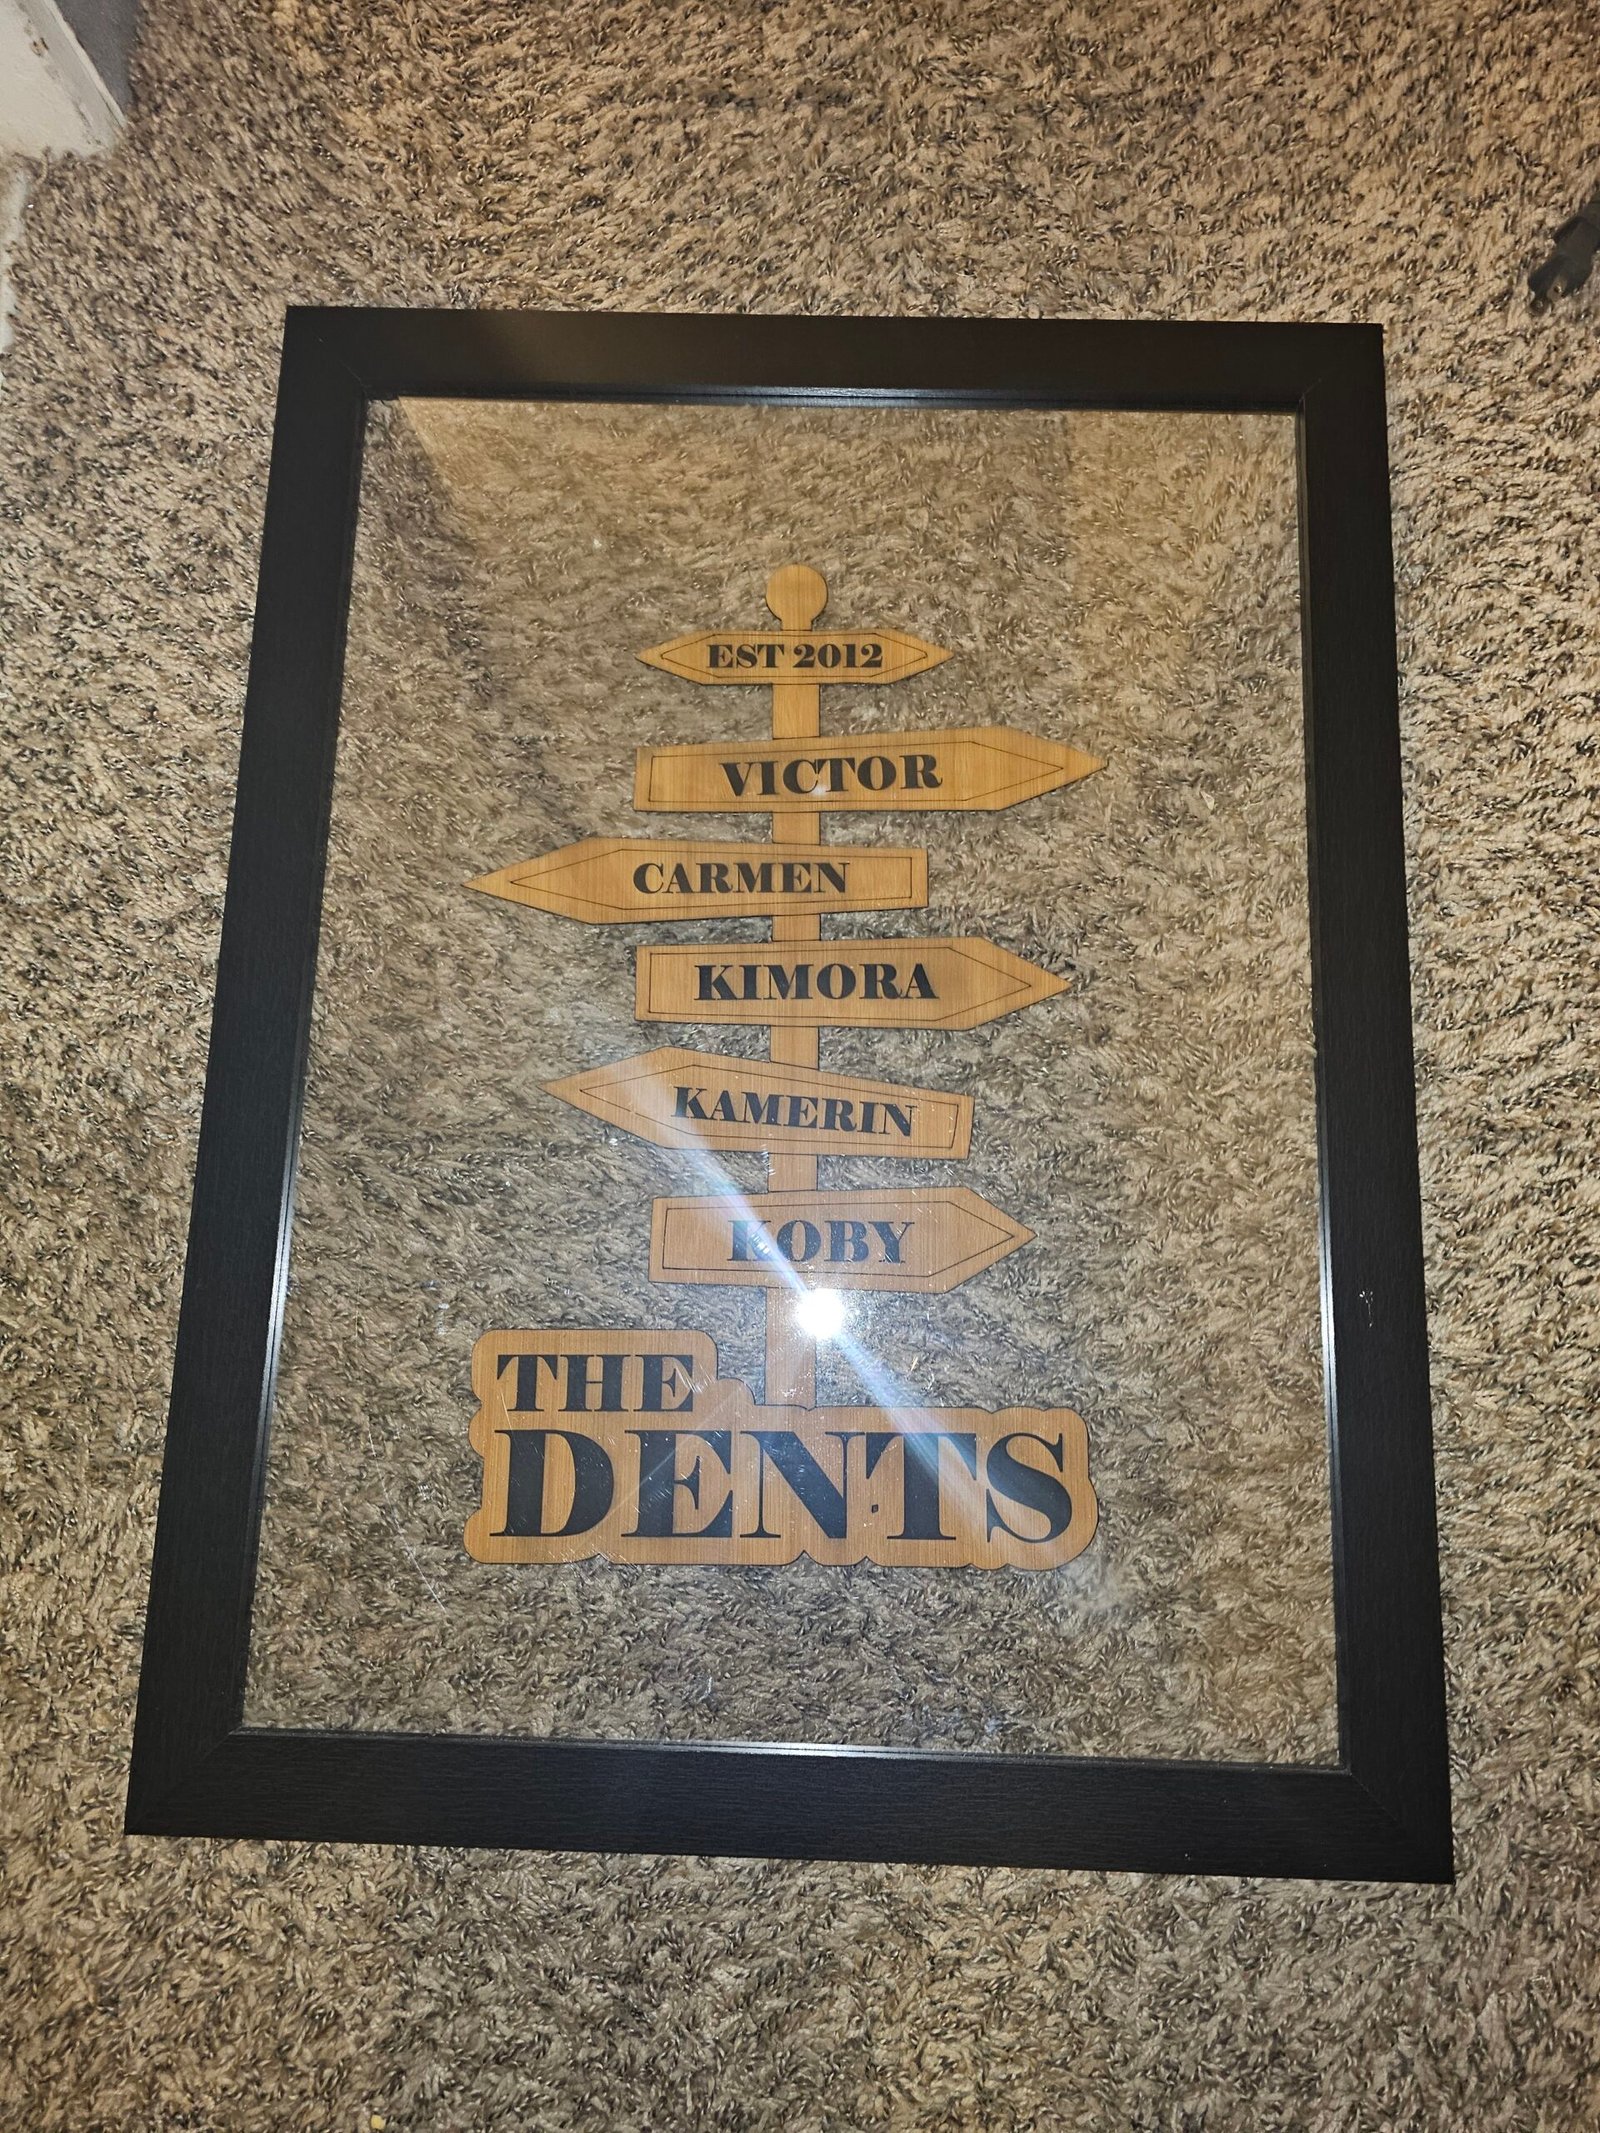 EST 2012
VICTOR
CARMEN
KIMORA
KAMERIN
KOBY
THE
DENTS